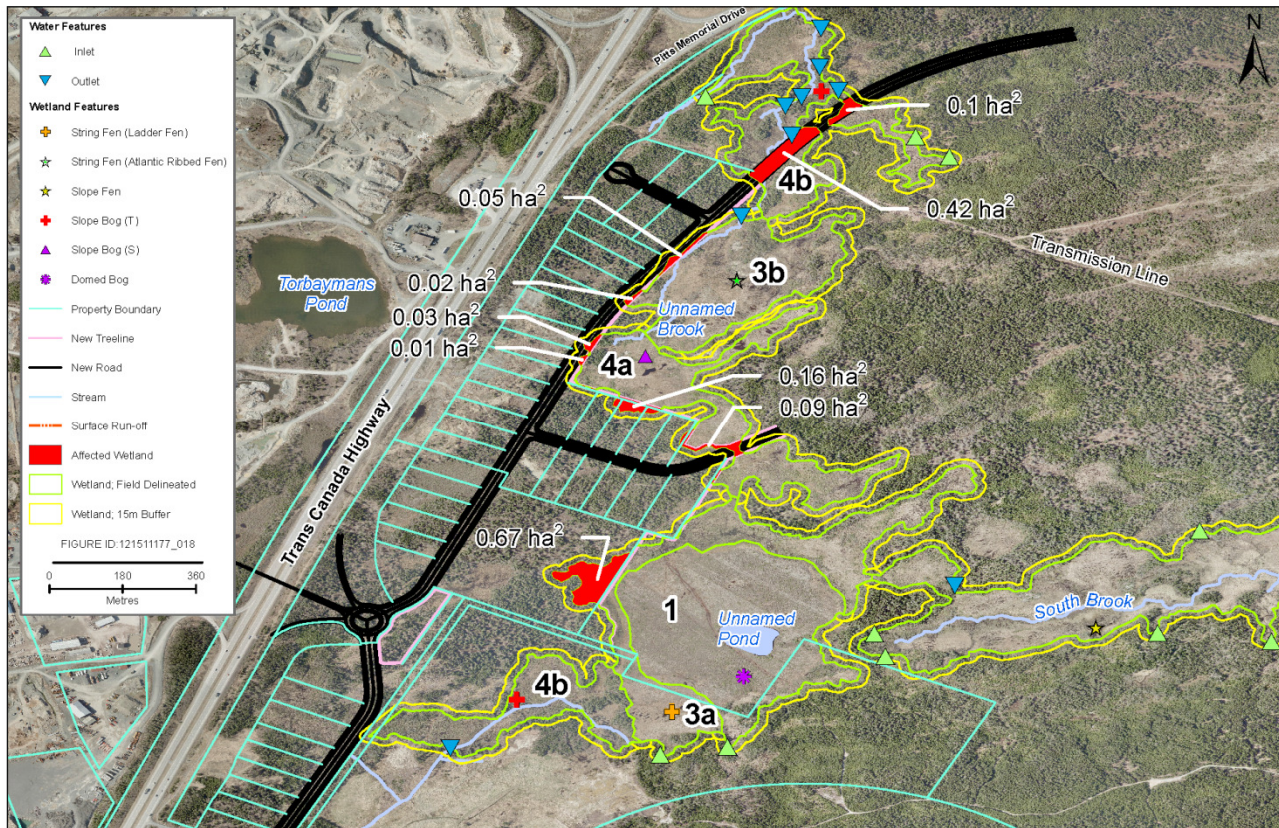 Water Features
Inlet
Outlet
Wetland Features
String Fen (Ladder Fen)
String Fen (Atlantic Ribbed Fen)
Slope Fen
Slope Bog (T)
Slope Bog (S)
Domed Bog
Property Boundary
New Treeline
New Road
Stream
Surface Run-off
Affected Wetland
Wetland; Field Delineated
Wetland; 15m Buffer
FIGURE ID:121511177_018
0 180 360
Metres
Pitts Memorial Drive
N
0.1 ha²
4b
0.42 ha²
0.05 ha²
Transmission Line
3b
Torbaymans
Pond
0.02 ha²
Unnamed
Brook
0.03 ha²
0.01 ha²
4a
0.16 ha²
0.09 ha²
Trans Canada Highway
0.67 ha²
1
Unnamed
Pond
South Brook
4b
3a